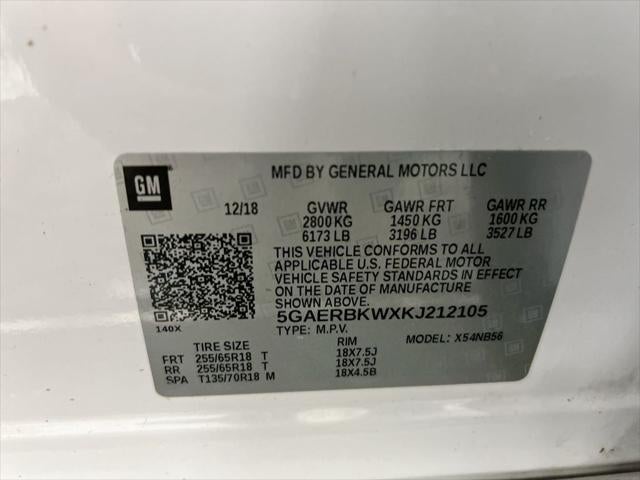 GM
MFD BY GENERAL MOTORS LLC
12/18 GVWR GAWR FRT GAWR RR
2800 KG 1450 KG 1600 KG
6173 LB 3196 LB 3527 LB
THIS VEHICLE CONFORMS TO ALL
APPLICABLE U.S. FEDERAL MOTOR
VEHICLE SAFETY STANDARDS IN EFFECT
ON THE DATE OF MANUFACTURE
SHOWN ABOVE.
140X 5GAERBKWXKJ212105
TYPE: M.P.V. MODEL: X54NB56
TIRE SIZE RIM
FRT 255/65R18 T 18X7.5J
RR 255/65R18 T 18X7.5J
SPA T135/70R18 M 18X4.5B